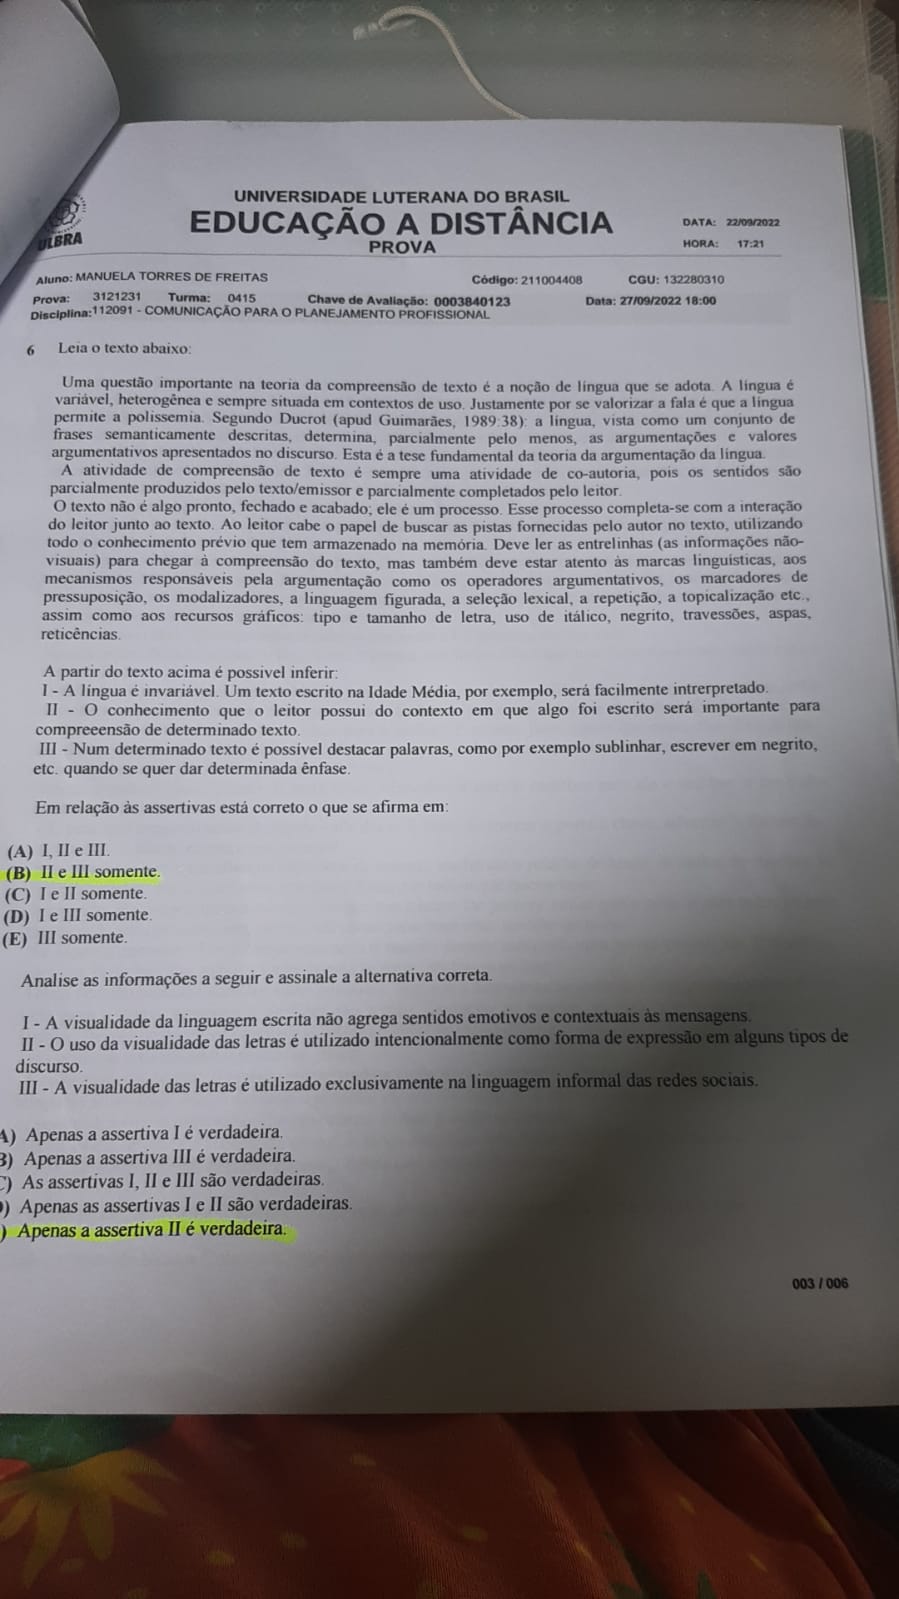 UNIVERSIDADE LUTERANA DO BRASIL
EDUCAÇÃO A DISTÂNCIA
PROVA
DATA: 22/09/2022
HORA: 17:21
ULBRA
Aluno: MANUELA TORRES DE FREITAS Código: 211004408 CGU: 132280310
Prova: 3121231 Turma: 0415 Chave de Avaliação: 0003840123 Data: 27/09/2022 18:00
Disciplina:112091 - COMUNICAÇÃO PARA O PLANEJAMENTO PROFISSIONAL
6 Leia o texto abaixo:
Uma questão importante na teoria da compreensão de texto é a noção de língua que se adota. A língua é
variável, heterogênea e sempre situada em contextos de uso. Justamente por se valorizar a fala é que a língua
permite a polissemia. Segundo Ducrot (apud Guimarães, 1989:38): a língua, vista como um conjunto de
frases semanticamente descritas, determina, parcialmente pelo menos, as argumentações e valores
argumentativos apresentados no discurso. Esta é a tese fundamental da teoria da argumentação da língua.
A atividade de compreensão de texto é sempre uma atividade de co-autoria, pois os sentidos são
parcialmente produzidos pelo texto/emissor e parcialmente completados pelo leitor.
O texto não é algo pronto, fechado e acabado; ele é um processo. Esse processo completa-se com a interação
do leitor junto ao texto. Ao leitor cabe o papel de buscar as pistas fornecidas pelo autor no texto, utilizando
todo o conhecimento prévio que tem armazenado na memória. Deve ler as entrelinhas (as informações não-
visuais) para chegar à compreensão do texto, mas também deve estar atento às marcas linguísticas, aos
mecanismos responsáveis pela argumentação como os operadores argumentativos, os marcadores de
pressuposição, os modalizadores, a linguagem figurada, a seleção lexical, a repetição, a topicalização etc.,
assim como aos recursos gráficos: tipo e tamanho de letra, uso de itálico, negrito, travessões, aspas,
reticências.
A partir do texto acima é possivel inferir:
I - A língua é invariável. Um texto escrito na Idade Média, por exemplo, será facilmente intrerpretado.
II - O conhecimento que o leitor possui do contexto em que algo foi escrito será importante para
compreeensão de determinado texto.
III - Num determinado texto é possível destacar palavras, como por exemplo sublinhar, escrever em negrito,
etc. quando se quer dar determinada ênfase.
Em relação às assertivas está correto o que se afirma em:
(A) I, II e III.
(B) II e III somente.
(C) I e II somente.
(D) I e III somente.
(E) III somente.
Analise as informações a seguir e assinale a alternativa correta.
I - A visualidade da linguagem escrita não agrega sentidos emotivos e contextuais às mensagens.
II - O uso da visualidade das letras é utilizado intencionalmente como forma de expressão em alguns tipos de
discurso.
III - A visualidade das letras é utilizado exclusivamente na linguagem informal das redes sociais.
A) Apenas a assertiva I é verdadeira.
B) Apenas a assertiva III é verdadeira.
C) As assertivas I, II e III são verdadeiras.
) Apenas as assertivas I e II são verdadeiras.
) Apenas a assertiva II é verdadeira.
003 / 006